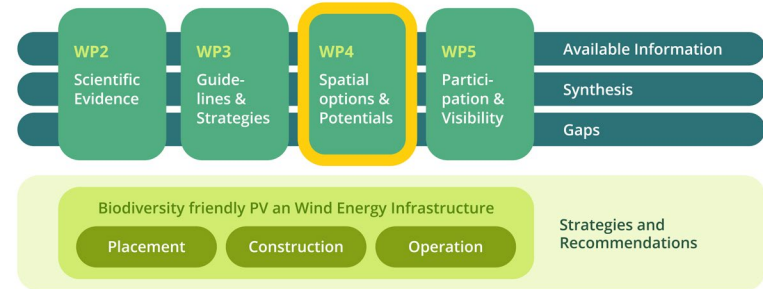 WP2
Scientific
Evidence
WP3
Guide-
lines &
Strategies
WP4
Spatial
options &
Potentials
WP5
Partici-
pation &
Visibility
Available Information
Synthesis
Gaps
Biodiversity friendly PV an Wind Energy Infrastructure
Placement
Construction
Operation
Strategies and
Recommendations